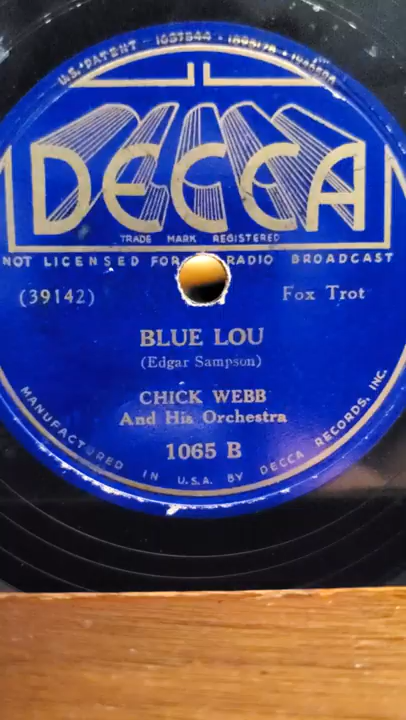 U.S. PATENT
DECCA
TRADE MARK REGISTERED
NOT LICENSED FOR RADIO BROADCAST
(39142)
Fox Trot
BLUE LOU
(Edgar Sampson)
CHICK WEBB
And His Orchestra
1065 B
MANUFACTURED IN U.S.A. BY DECCA RECORDS, INC.